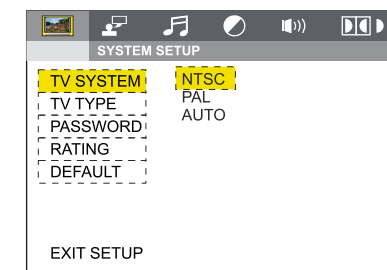 SYSTEM SETUP
TV SYSTEM
TV TYPE
PASSWORD
RATING
DEFAULT
NTSC
PAL
AUTO
EXIT SETUP